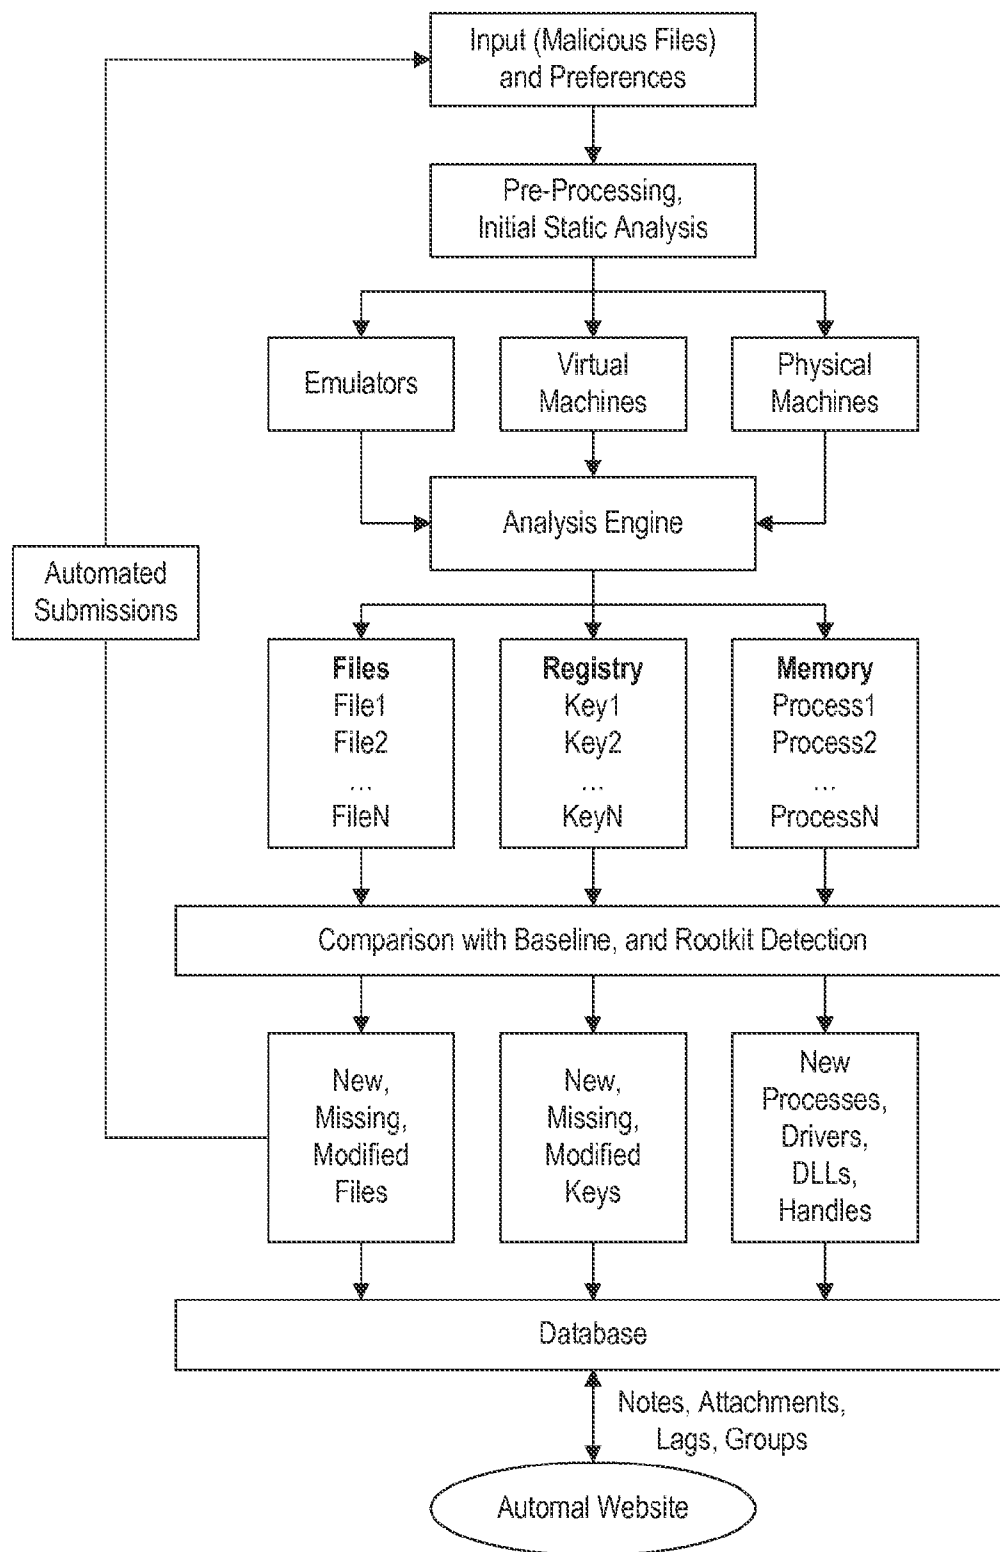 Input (Malicious Files)
and Preferences
Pre-Processing,
Initial Static Analysis
Emulators
Virtual
Machines
Physical
Machines
Analysis Engine
Automated
Submissions
Files
File1
File2
...
FileN
Registry
Key1
Key2
...
KeyN
Memory
Process1
Process2
...
ProcessN
Comparison with Baseline, and Rootkit Detection
New,
Missing,
Modified
Files
New,
Missing,
Modified
Keys
New
Processes,
Drivers,
DLLs,
Handles
Database
Notes, Attachments,
Lags, Groups
Automal Website